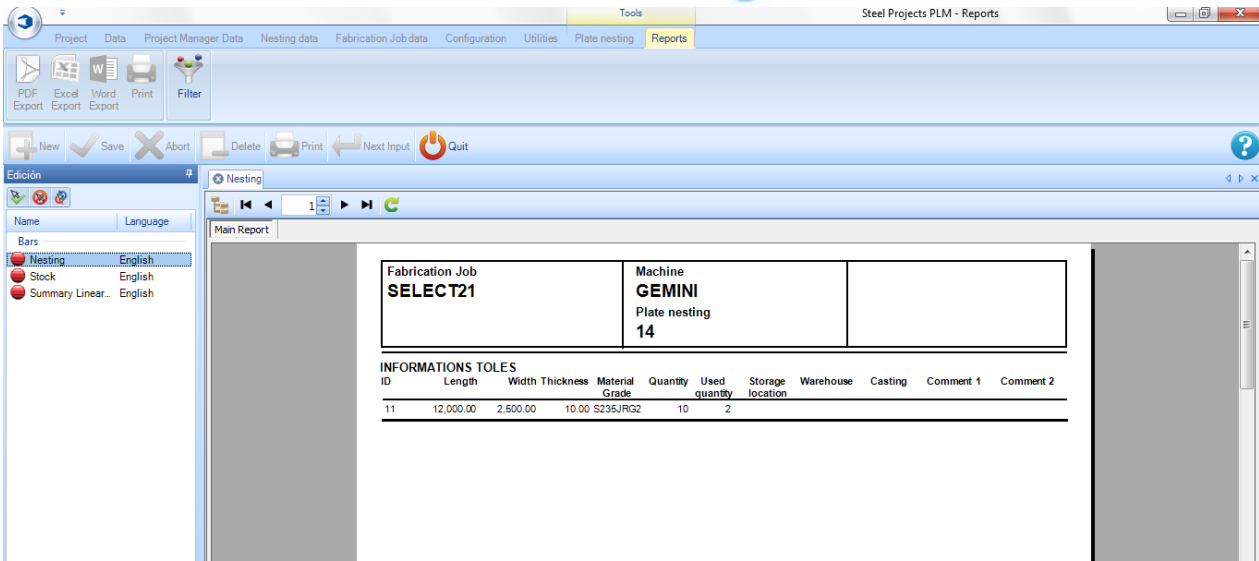 Tools
Steel Projects PLM - Reports
Project Data Project Manager Data Nesting data Fabrication Job data Configuration Utilities Plate nesting Reports
PDF Export
Excel Export
Word Export
Print
Filter
New Save Abort Delete Print Next Input Quit
Edición
Nesting
Name Language
1
Bars
Main Report
Nesting English
Stock English
Summary Linear... English
Fabrication Job
SELECT21
Machine
GEMINI
Plate nesting
14
INFORMATIONS TOLES
ID Length Width Thickness Material Grade Quantity Used quantity Storage location Warehouse Casting Comment 1 Comment 2
11 12,000.00 2,500.00 10.00 S235JRG2 10 2